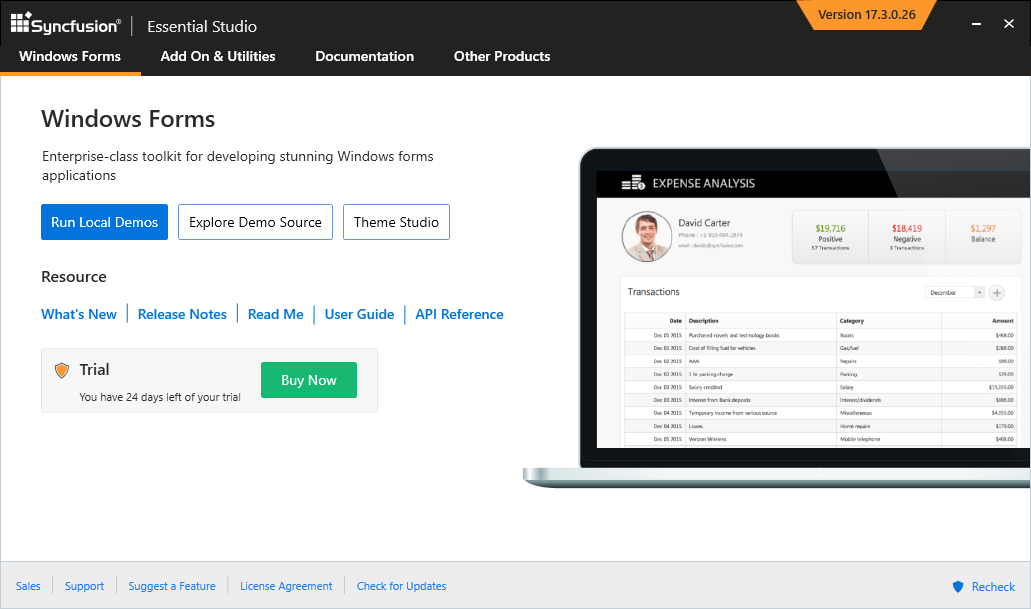 Syncfusion® | Essential Studio
Version 17.3.0.26
Windows Forms
Add On & Utilities
Documentation
Other Products
Windows Forms
Enterprise-class toolkit for developing stunning Windows forms
applications
Run Local Demos
Explore Demo Source
Theme Studio
Resource
What's New
Release Notes
Read Me
User Guide
API Reference
Trial
You have 24 days left of your trial
Buy Now
EXPENSE ANALYSIS
David Carter
Phone : +1 919.494.1974
email : davidc@syncfusion.com
$19,716
Positive
37 Transactions
$18,419
Negative
3 Transactions
$1,297
Balance
Transactions
December
Date Description Category Amount
Dec 01 2015 Purchased novels and technology books Books $468.00
Dec 01 2015 Cost of filling fuel for vehicles Gas/fuel $288.00
Dec 02 2015 AAA Repairs $98.00
Dec 02 2015 1 hr parking charge Parking $29.00
Dec 03 2015 Salary credited Salary $15,035.00
Dec 03 2015 Interest from Bank deposits Interest/dividends $806.00
Dec 04 2015 Temporary income from various source Miscellaneous $4,055.00
Dec 04 2015 Lowes Home repairs $179.00
Dec 05 2015 Verizon Wireless Mobile telephone $408.00
Sales
Support
Suggest a Feature
License Agreement
Check for Updates
Recheck